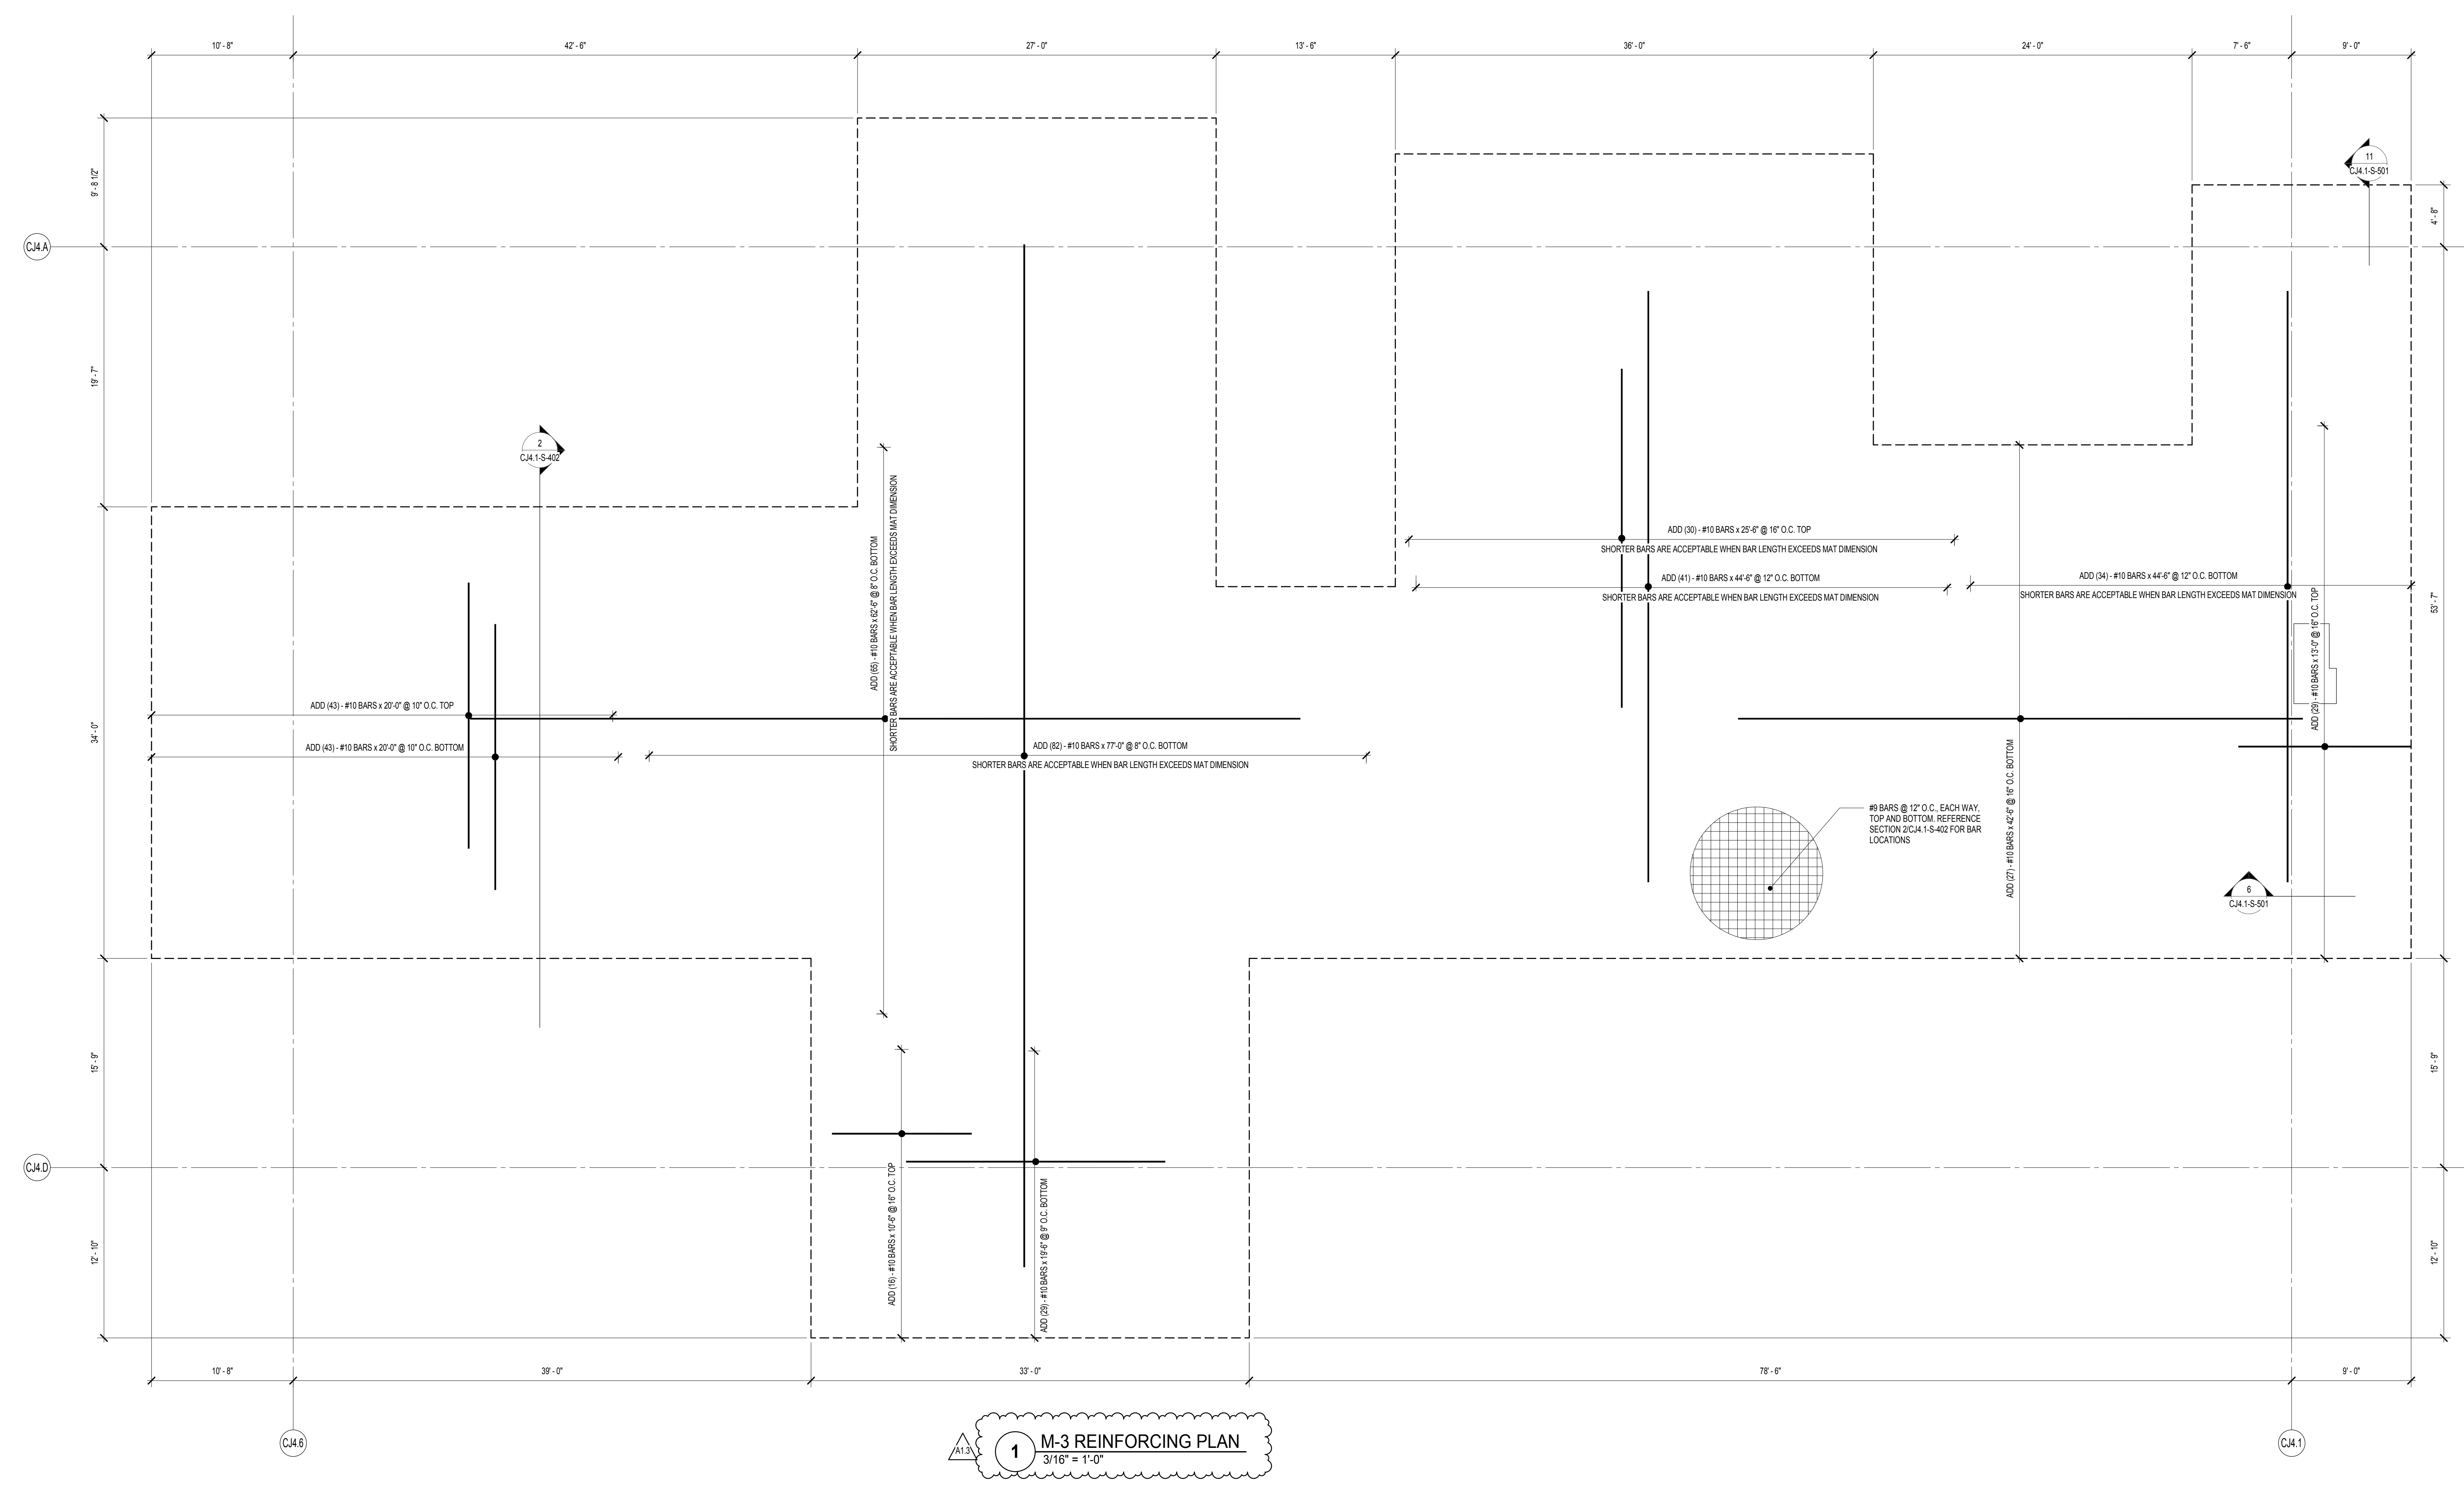 10' - 8"
42' - 6"
27' - 0"
13' - 6"
36' - 0"
24' - 0"
7' - 6"
9' - 0"
9' - 8 1/2"
11
CJ4.1-S-501
4' - 8"
CJ4.A
19' - 7"
2
CJ4.1-S-402
ADD (65) - #10 BARS x 62'-6" @ 8" O.C. BOTTOM
SHORTER BARS ARE ACCEPTABLE WHEN BAR LENGTH EXCEEDS MAT DIMENSION
ADD (30) - #10 BARS x 25'-6" @ 16" O.C. TOP
SHORTER BARS ARE ACCEPTABLE WHEN BAR LENGTH EXCEEDS MAT DIMENSION
ADD (41) - #10 BARS x 44'-6" @ 12" O.C. BOTTOM
SHORTER BARS ARE ACCEPTABLE WHEN BAR LENGTH EXCEEDS MAT DIMENSION
ADD (34) - #10 BARS x 44'-6" @ 12" O.C. BOTTOM
SHORTER BARS ARE ACCEPTABLE WHEN BAR LENGTH EXCEEDS MAT DIMENSION
ADD (29) - #10 BARS x 13'-0" @ 16" O.C. TOP
53' - 7"
34' - 0"
ADD (43) - #10 BARS x 20'-0" @ 10" O.C. TOP
ADD (43) - #10 BARS x 20'-0" @ 10" O.C. BOTTOM
ADD (82) - #10 BARS x 77'-0" @ 8" O.C. BOTTOM
SHORTER BARS ARE ACCEPTABLE WHEN BAR LENGTH EXCEEDS MAT DIMENSION
#9 BARS @ 12" O.C., EACH WAY,
TOP AND BOTTOM. REFERENCE
SECTION 2/CJ4.1-S-402 FOR BAR
LOCATIONS
ADD (27) - #10 BARS x 42'-6" @ 16" O.C. BOTTOM
6
CJ4.1-S-501
15' - 9"
15' - 9"
CJ4.D
ADD (16) - #10 BARS x 10'-6" @ 16" O.C. TOP
ADD (29) - #10 BARS x 19'-6" @ 9" O.C. BOTTOM
12' - 10"
12' - 10"
10' - 8"
39' - 0"
33' - 0"
78' - 6"
9' - 0"
CJ4.6
CJ4.1
A1.3
1
M-3 REINFORCING PLAN
3/16" = 1'-0"